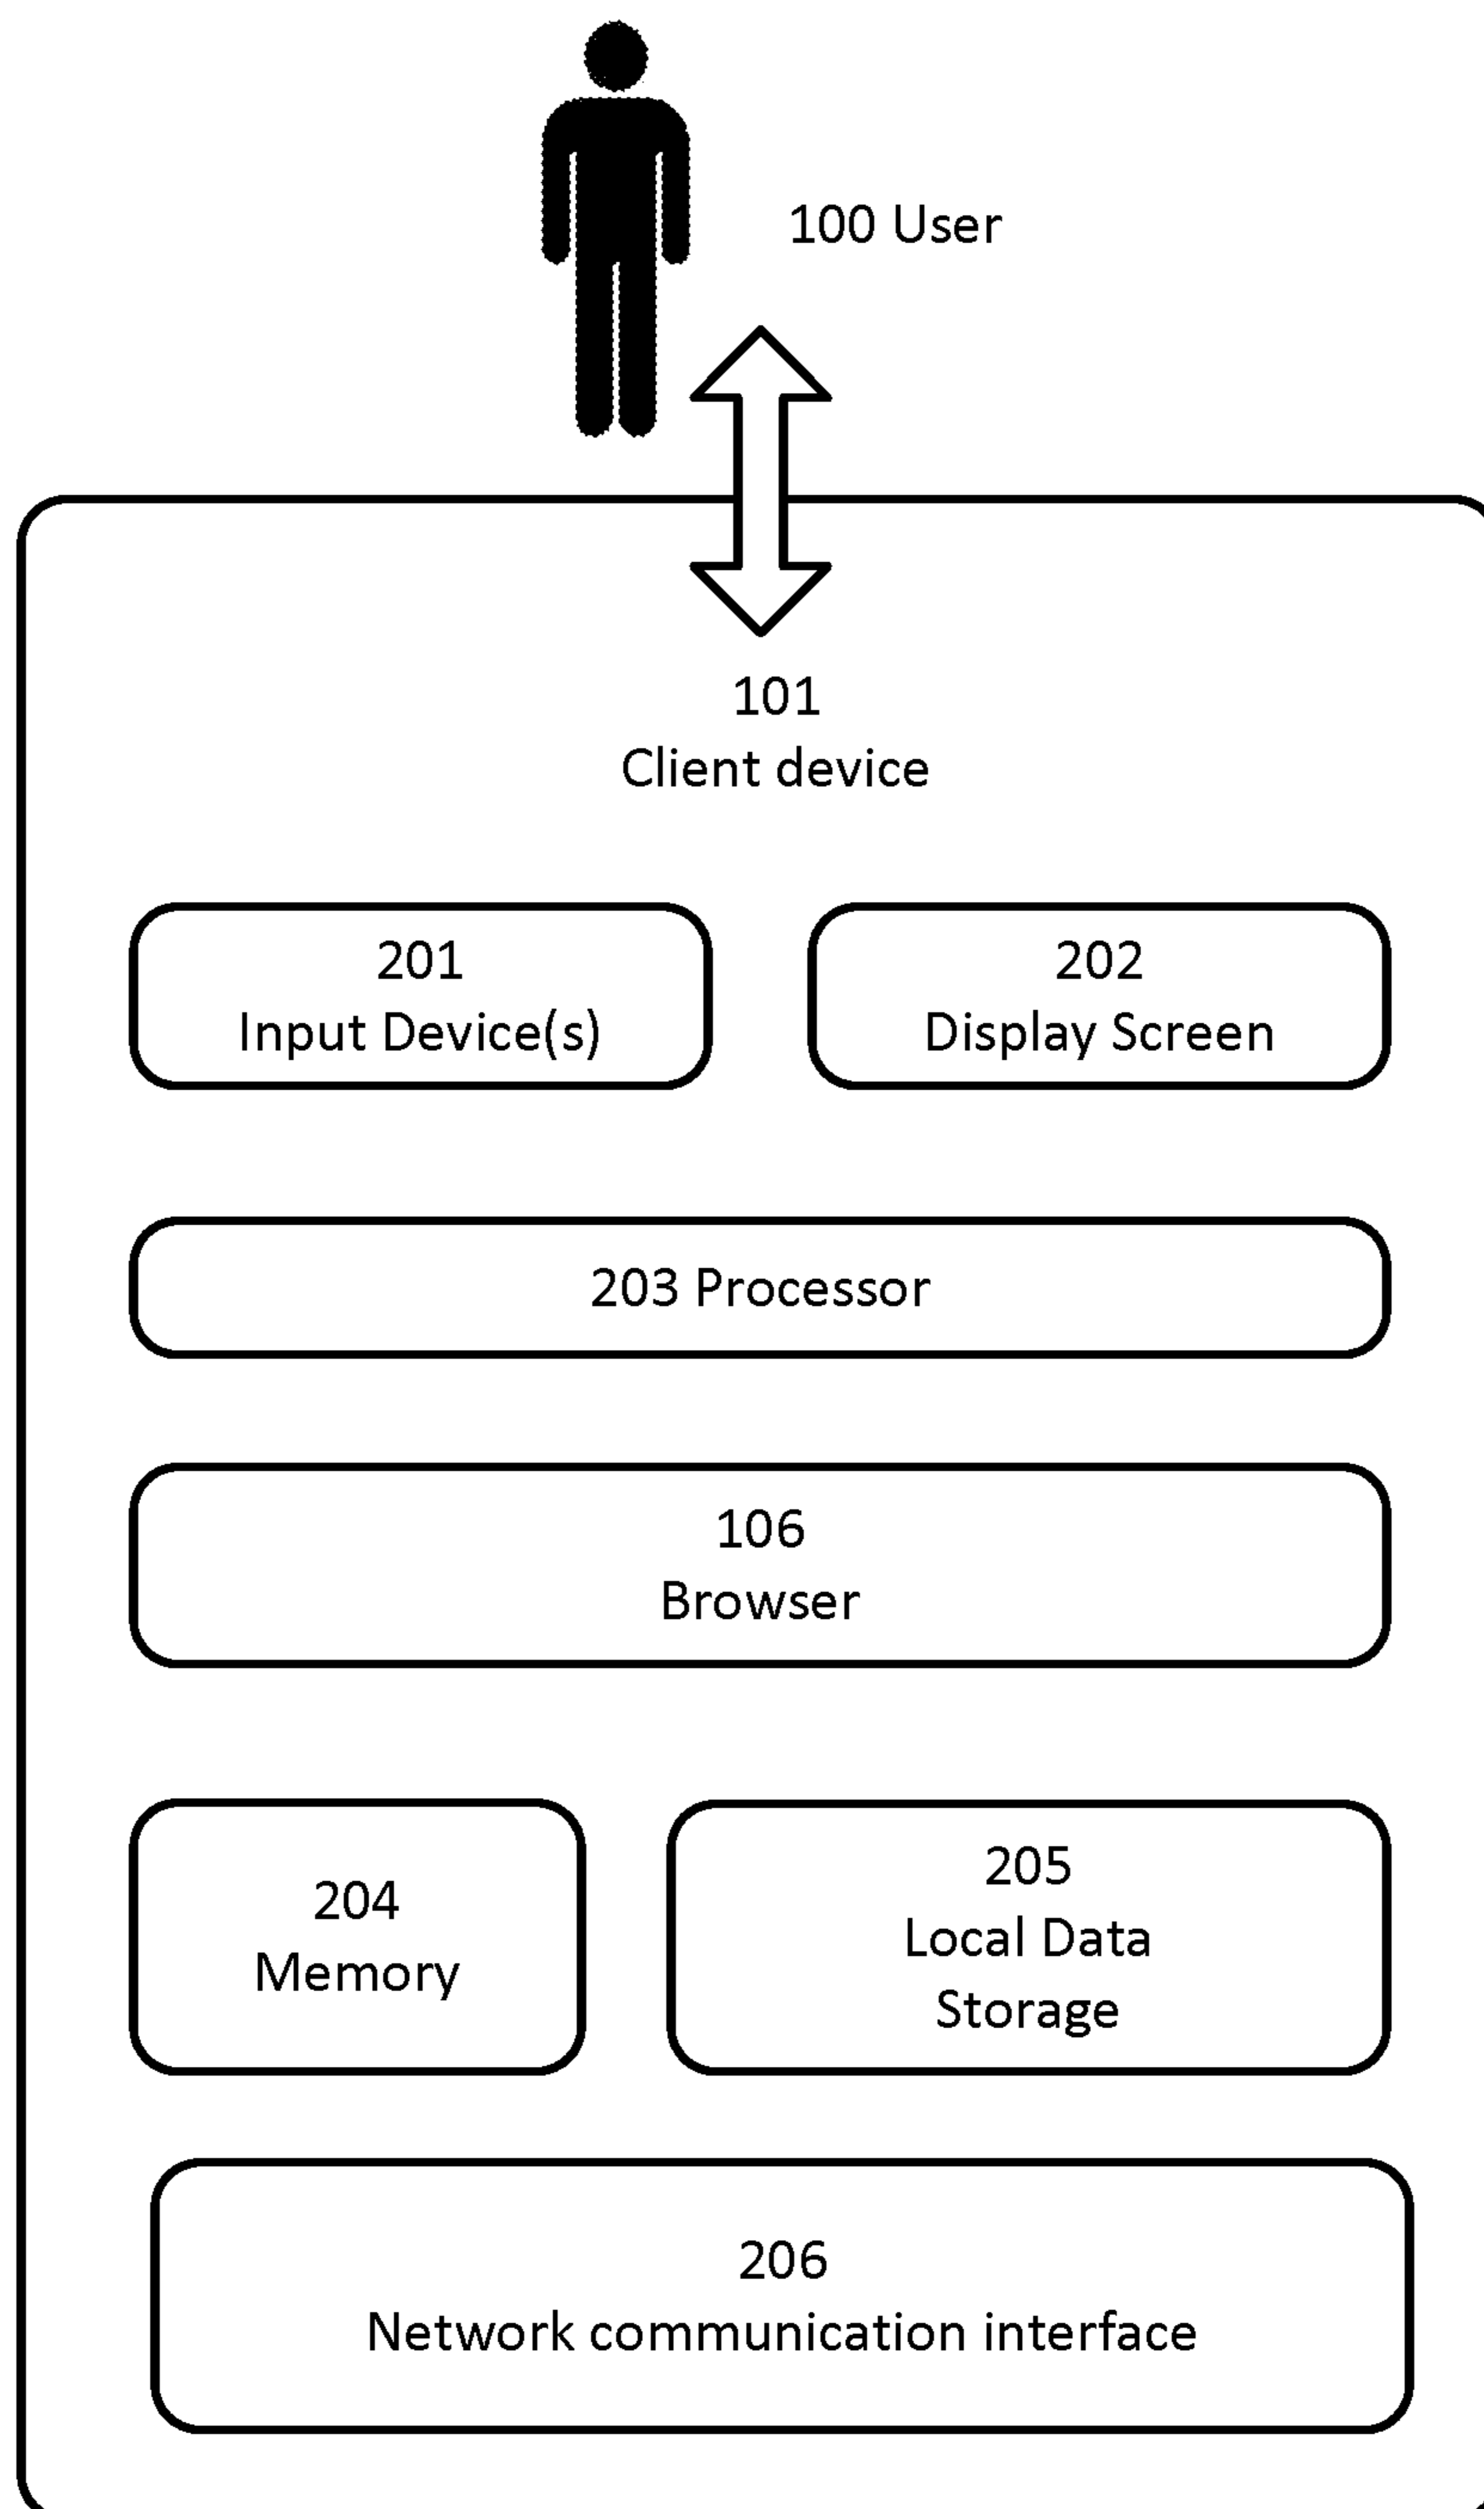 100 User
101
Client device
201
Input Device(s)
202
Display Screen
203 Processor
106
Browser
204
Memory
205
Local Data
Storage
206
Network communication interface